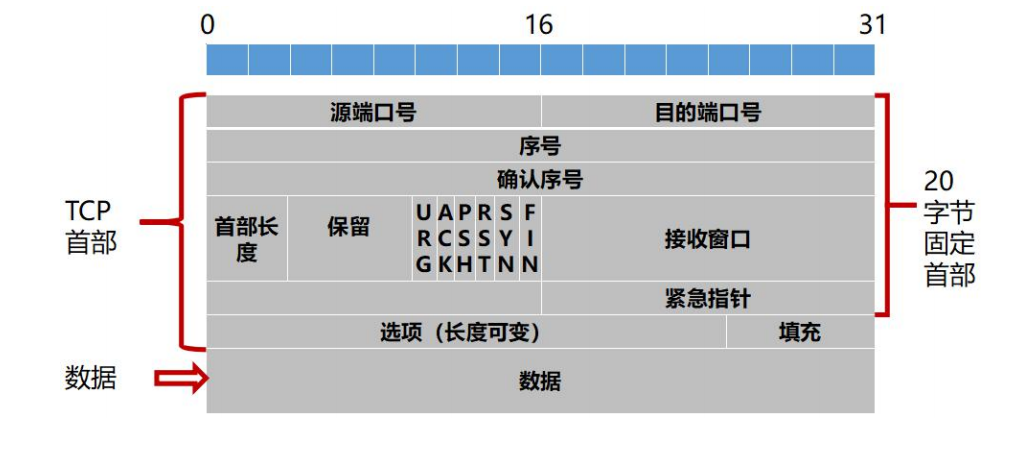 0 16 31
源端口号 目的端口号
序号
确认序号
TCP
首部
首部长
度
保留
URG ACK PSH RST SYN FIN
接收窗口
紧急指针
选项（长度可变） 填充
20
字节
固定
首部
数据 数据